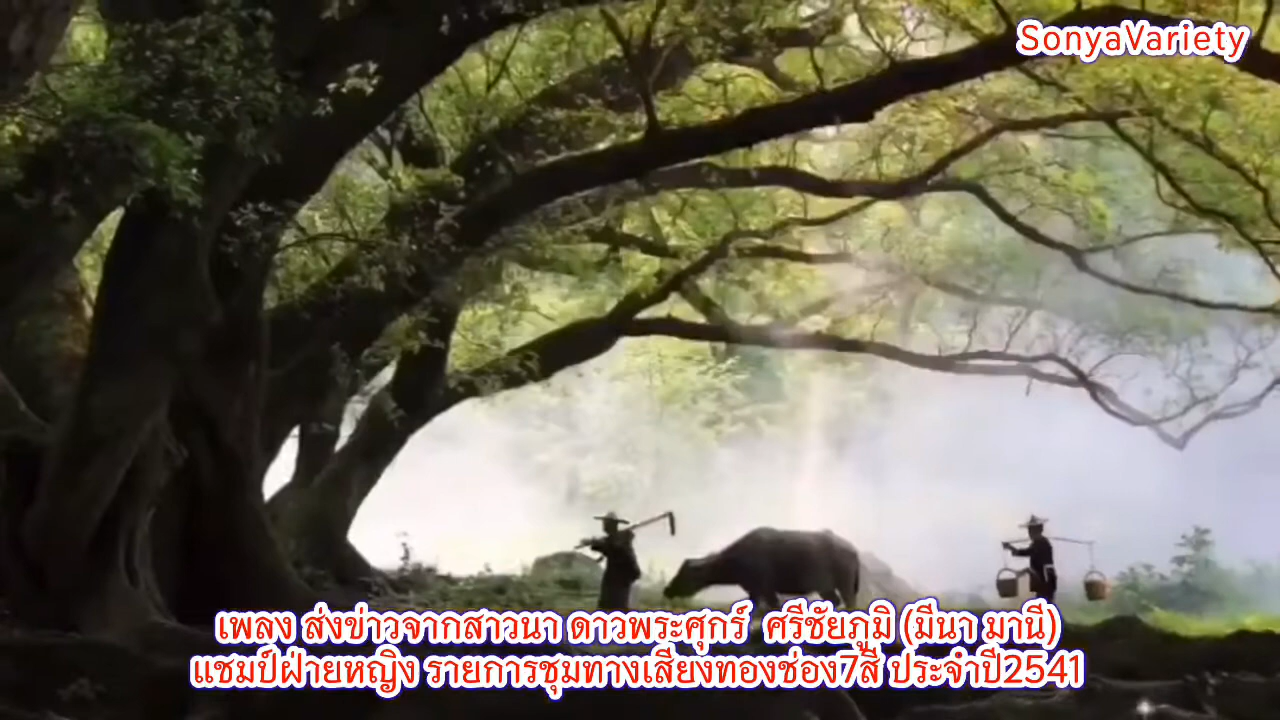 SonyaVariety
เพลง ส่งข่าวจากสาวนา ดาวพระศุกร์ ศรีชัยภูมิ (มีนา มานี)
แชมป์ฝ่ายหญิง รายการชุมทางเสียงทองช่อง7สี ประจำปี2541